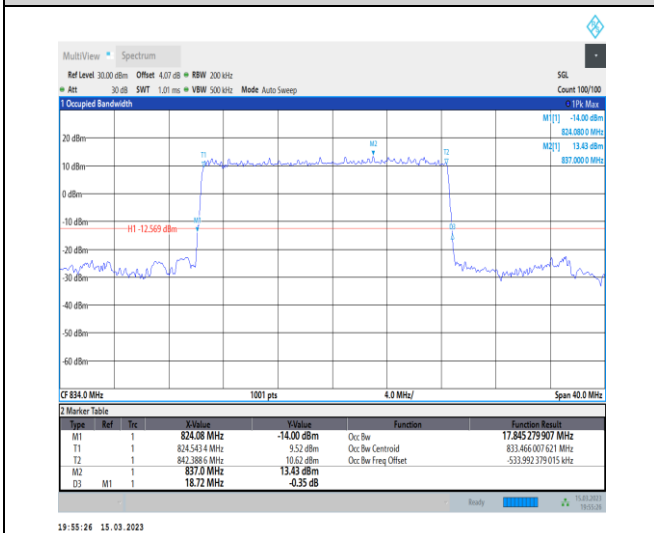 MultiView Spectrum
Ref Level 30.00 dBm Offset 4.07 dB RBW 200 kHz SGL
Att 30 dB SWT 1.01 ms VBW 500 kHz Mode Auto Sweep Count 100/100
1 Occupied Bandwidth 1Pk Max
M1[1] -14.00 dBm
824.080 0 MHz
M2[1] 13.43 dBm
837.000 0 MHz
20 dBm
M2
T1
T2
10 dBm
0 dBm
-10 dBm
M1
H1 -12.569 dBm
D3
-20 dBm
-30 dBm
-40 dBm
-50 dBm
-60 dBm
CF 834.0 MHz 1001 pts 4.0 MHz/ Span 40.0 MHz
2 Marker Table
Type Ref Trc X-Value Y-Value Function Function Result
M1 1 824.08 MHz -14.00 dBm Occ Bw 17.845 279 907 MHz
T1 1 824.543 4 MHz 9.52 dBm Occ Bw Centroid 833.466 007 621 MHz
T2 1 842.388 6 MHz 10.62 dBm Occ Bw Freq Offset -533.992 379 015 kHz
M2 1 837.0 MHz 13.43 dBm
D3 M1 1 18.72 MHz -0.35 dB
Ready 15.03.2023
19:55:26
19:55:26 15.03.2023